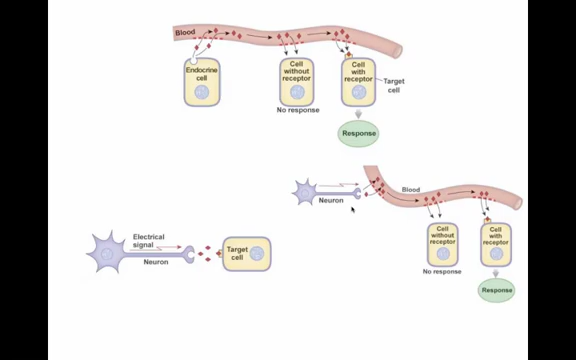 Blood
Endocrine
cell
Cell
without
receptor
Cell
with
receptor
Target
cell
No response
Response
Neuron
Blood
Cell
without
receptor
Cell
with
receptor
No response
Response
Electrical
signal
Neuron
Target
cell